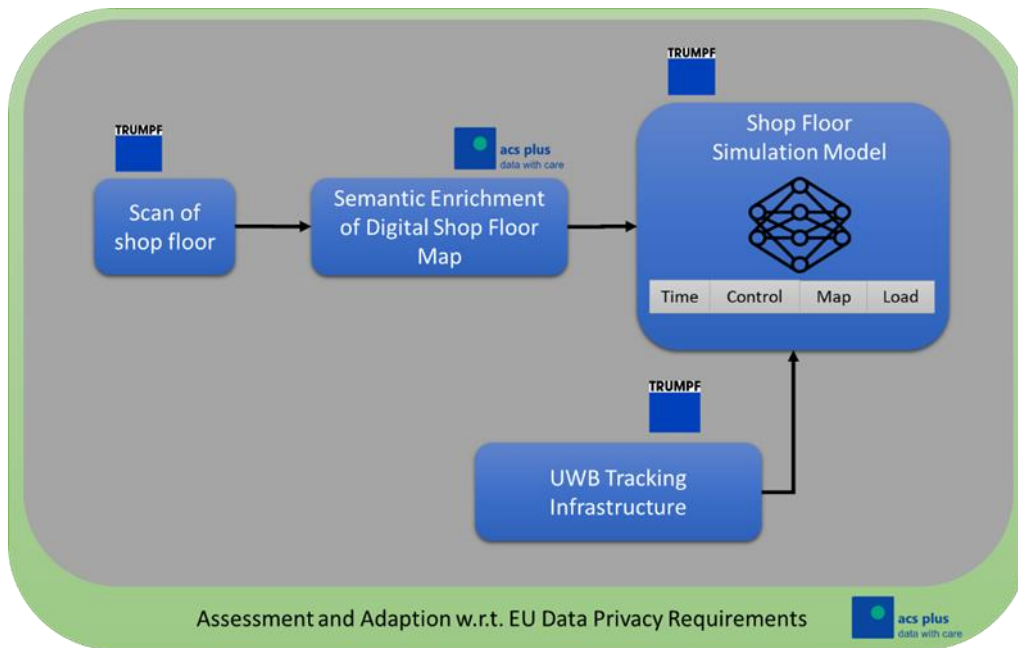 TRUMPF
Scan of
shop floor
acs plus
data with care
Semantic Enrichment
of Digital Shop Floor
Map
TRUMPF
Shop Floor
Simulation Model
Time Control Map Load
TRUMPF
UWB Tracking
Infrastructure
Assessment and Adaption w.r.t. EU Data Privacy Requirements
acs plus
data with care